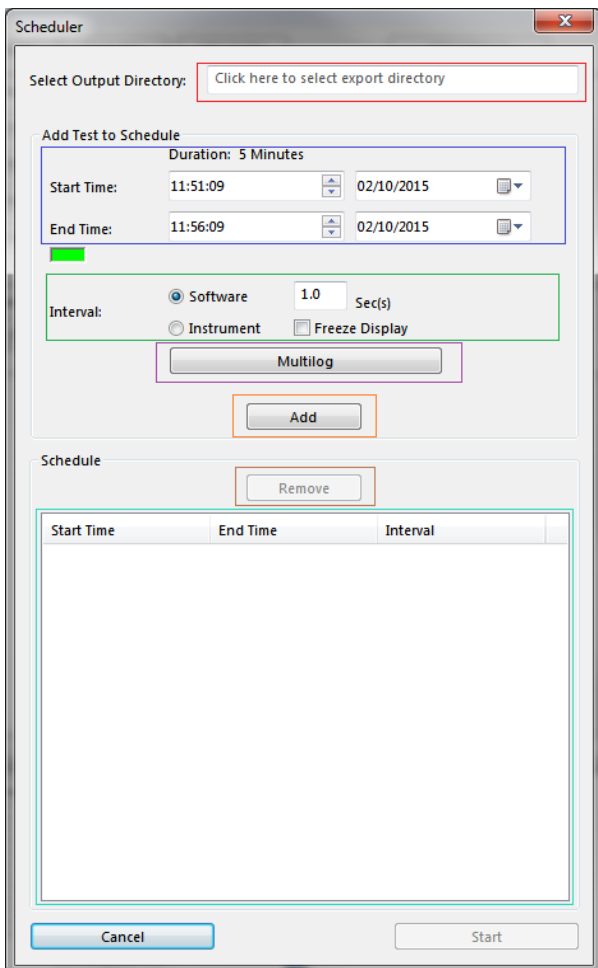 Scheduler
Select Output Directory: Click here to select export directory
Add Test to Schedule
Duration: 5 Minutes
Start Time: 11:51:09 02/10/2015
End Time: 11:56:09 02/10/2015
Interval: Software 1.0 Sec(s)
Instrument Freeze Display
Multilog
Add
Schedule
Remove
Start Time End Time Interval
Cancel Start